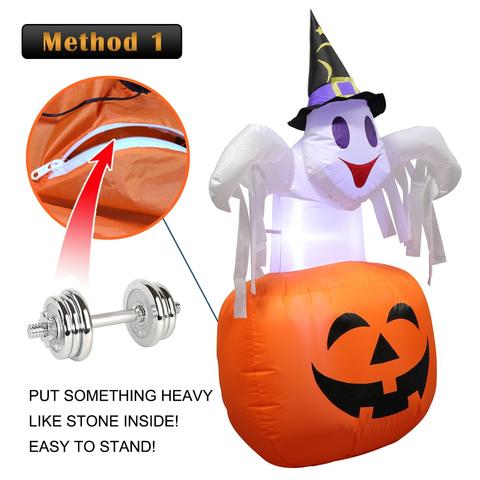 Method 1
PUT SOMETHING HEAVY
LIKE STONE INSIDE!
EASY TO STAND!